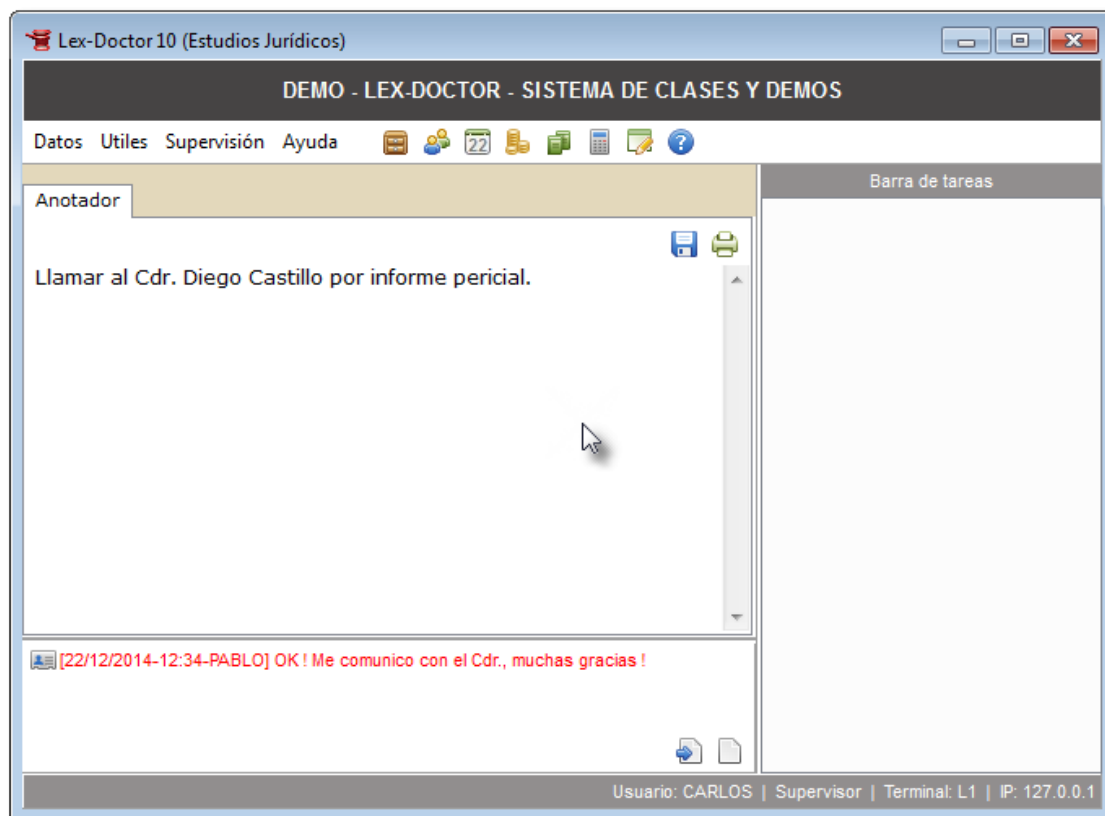 Lex-Doctor 10 (Estudios Jurídicos)
DEMO - LEX-DOCTOR - SISTEMA DE CLASES Y DEMOS
Datos Utiles Supervisión Ayuda 22
Barra de tareas
Anotador
Llamar al Cdr. Diego Castillo por informe pericial.
[22/12/2014-12:34-PABLO] OK ! Me comunico con el Cdr., muchas gracias !
Usuario: CARLOS | Supervisor | Terminal: L1 | IP: 127.0.0.1